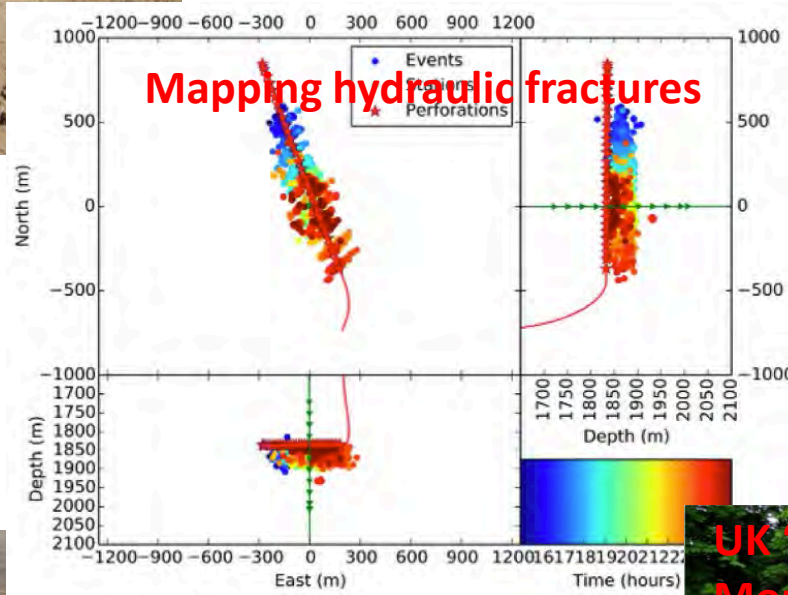 −1200−900 −600 −300 0 300 600 900 1200
1000
500
0
−500
−1000
North (m)
Events
Stations
Perforations
Mapping hydraulic fractures
1000
500
0
−500
−1000
1700
1750
1800
1850
1900
1950
2000
2050
2100
Depth (m)
1700
1750
1800
1850
1900
1950
2000
2050
2100
Depth (m)
−1200−900 −600 −300 0 300 600 900 1200
East (m)
Time (hours)
UK